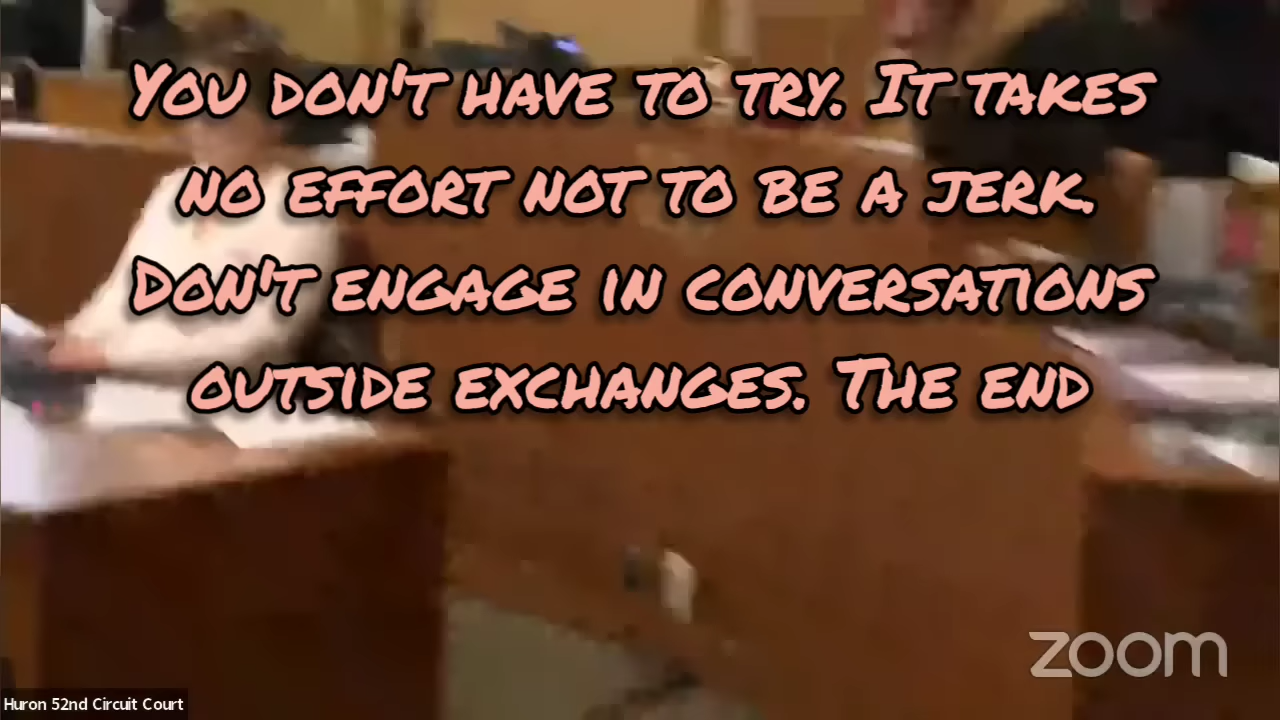 You don't have to try. It takes
no effort not to be a jerk.
Don't engage in conversations
outside exchanges. The end
zoom
Huron 52nd Circuit Court